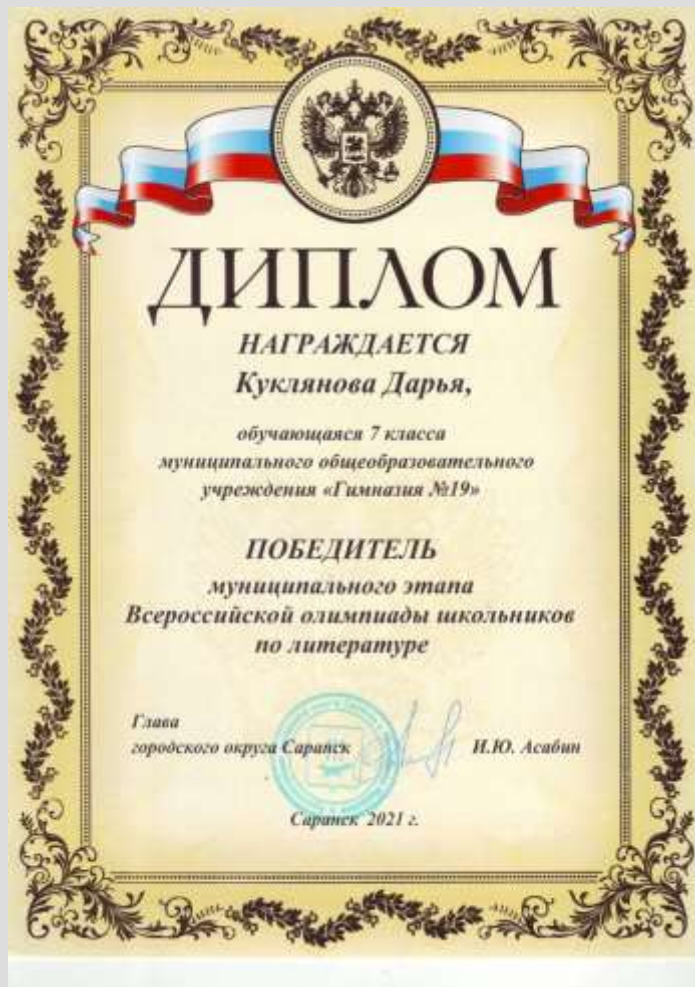 ДИПЛОМ
НАГРАЖДАЕТСЯ
Куклянова Дарья,
обучающаяся 7 класса
муниципального общеобразовательного
учреждения «Гимназия №19»
ПОБЕДИТЕЛЬ
муниципального этапа
Всероссийской олимпиады школьников
по литературе
Глава
городского округа Саранск И.Ю. Асабин
Саранск 2021 г.